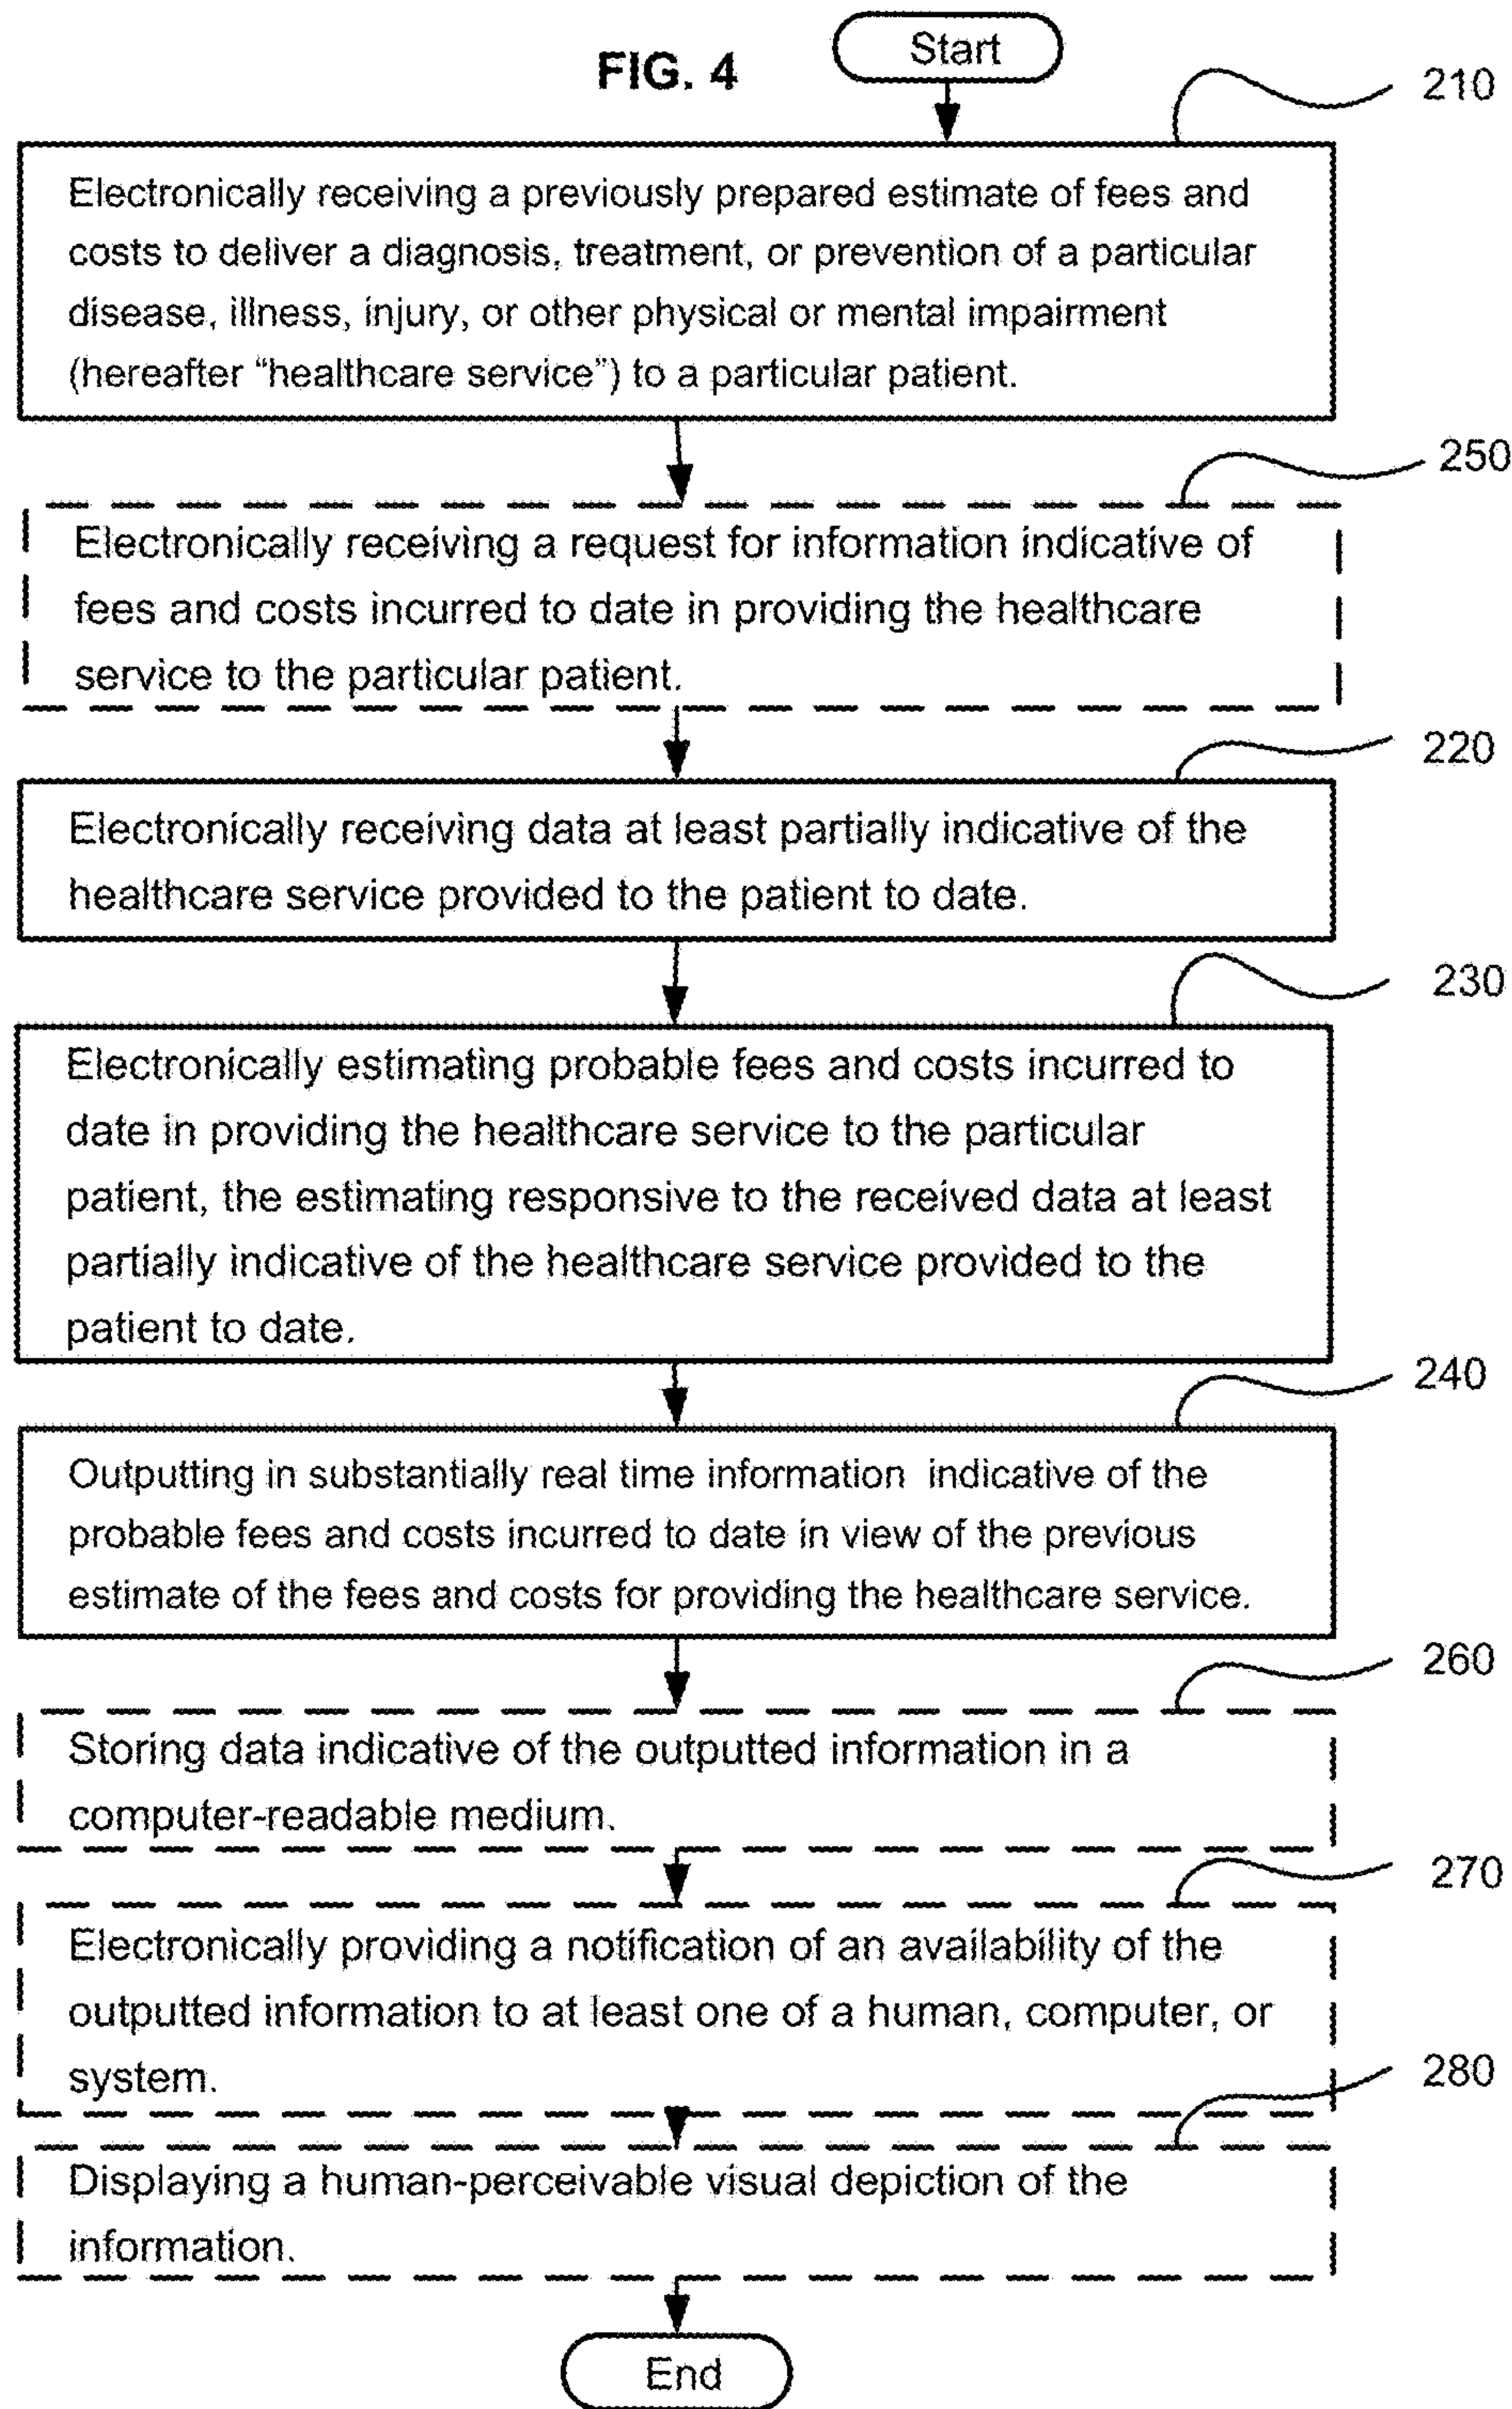 FIG. 4
Start
210
Electronically receiving a previously prepared estimate of fees and
costs to deliver a diagnosis, treatment, or prevention of a particular
disease, illness, injury, or other physical or mental impairment
(hereafter “healthcare service”) to a particular patient.
250
Electronically receiving a request for information indicative of
fees and costs incurred to date in providing the healthcare
service to the particular patient.
220
Electronically receiving data at least partially indicative of the
healthcare service provided to the patient to date.
230
Electronically estimating probable fees and costs incurred to
date in providing the healthcare service to the particular
patient, the estimating responsive to the received data at least
partially indicative of the healthcare service provided to the
patient to date.
240
Outputting in substantially real time information indicative of the
probable fees and costs incurred to date in view of the previous
estimate of the fees and costs for providing the healthcare service.
260
Storing data indicative of the outputted information in a
computer-readable medium.
270
Electronically providing a notification of an availability of the
outputted information to at least one of a human, computer, or
system.
280
Displaying a human-perceivable visual depiction of the
information.
End